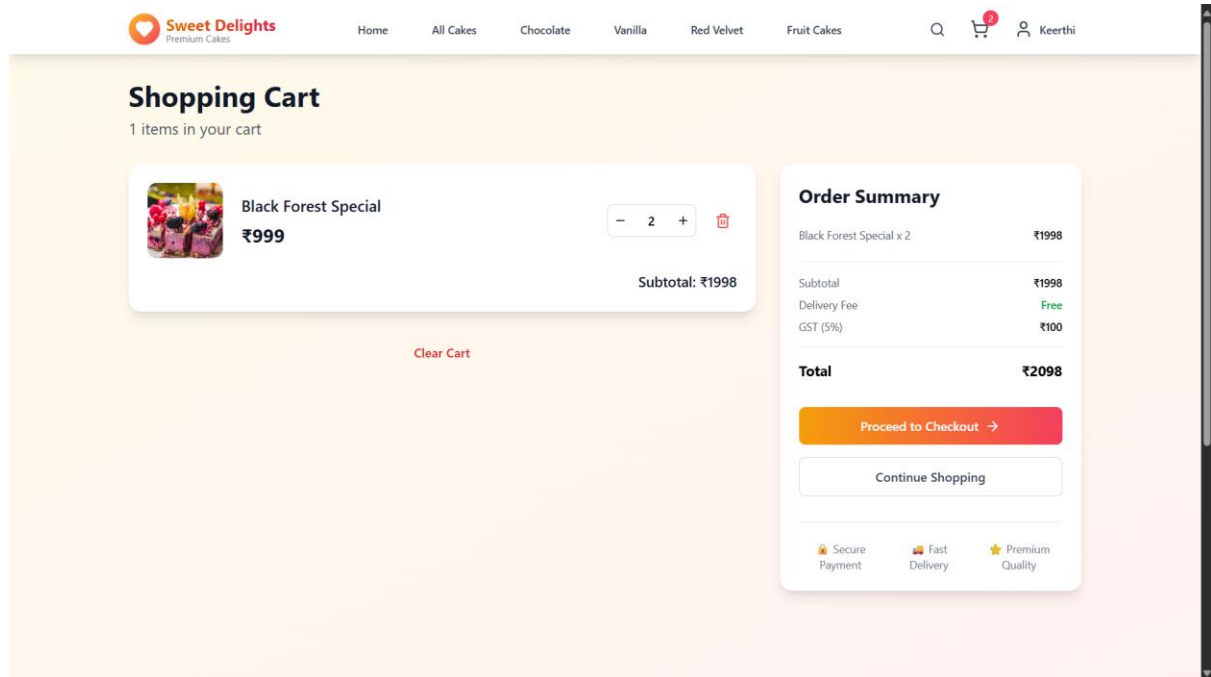 Sweet Delights
Premium Cakes
Home All Cakes Chocolate Vanilla Red Velvet Fruit Cakes 2 Keerthi
Shopping Cart
1 items in your cart
Black Forest Special
₹999
− 2 +
Subtotal: ₹1998
Clear Cart
Order Summary
Black Forest Special x 2 ₹1998
Subtotal ₹1998
Delivery Fee Free
GST (5%) ₹100
Total ₹2098
Proceed to Checkout →
Continue Shopping
🔒 Secure Payment
🚚 Fast Delivery
⭐ Premium Quality